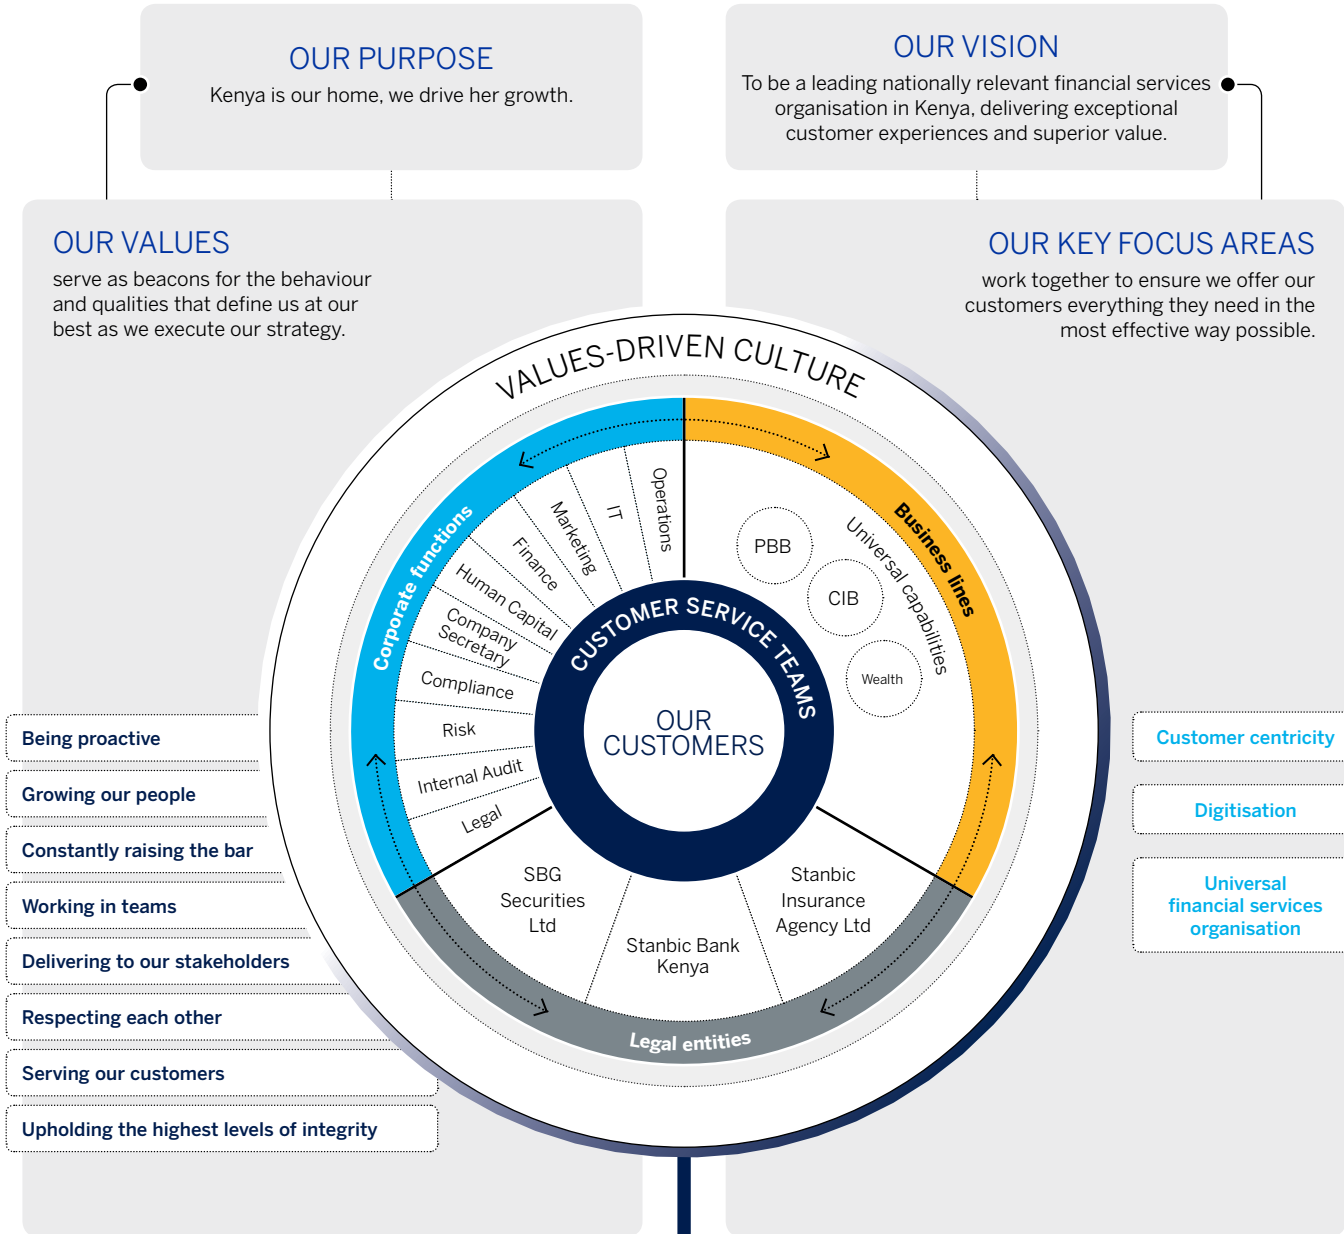 OUR PURPOSE
Kenya is our home, we drive her growth.
OUR VISION
To be a leading nationally relevant financial services
organisation in Kenya, delivering exceptional
customer experiences and superior value.
OUR VALUES
serve as beacons for the behaviour
and qualities that define us at our
best as we execute our strategy.
OUR KEY FOCUS AREAS
work together to ensure we offer our
customers everything they need in the
most effective way possible.
VALUES-DRIVEN CULTURE
Corporate functions
Operations
IT
Marketing
Finance
Human Capital
Company
Secretary
Compliance
Risk
Internal Audit
Legal
Business lines
Universal capabilities
PBB
CIB
Wealth
CUSTOMER SERVICE TEAMS
OUR
CUSTOMERS
SBG
Securities
Ltd
Stanbic Bank
Kenya
Stanbic
Insurance
Agency Ltd
Legal entities
Being proactive
Growing our people
Constantly raising the bar
Working in teams
Delivering to our stakeholders
Respecting each other
Serving our customers
Upholding the highest levels of integrity
Customer centricity
Digitisation
Universal
financial services
organisation